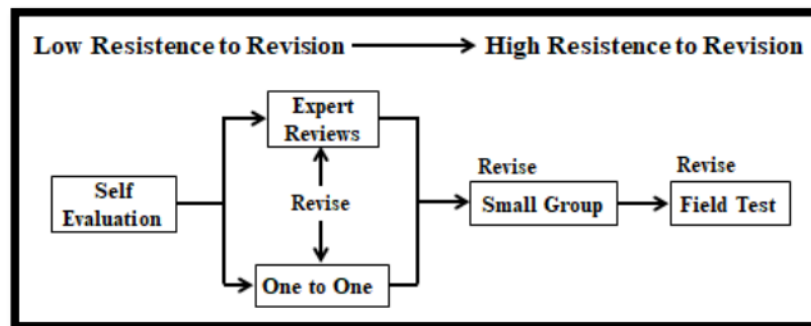 Low Resistence to Revision
High Resistence to Revision
Expert
Reviews
Self
Evaluation
Revise
One to One
Revise
Small Group
Revise
Field Test